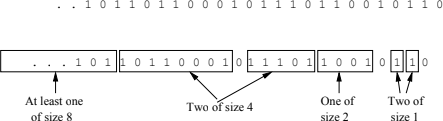 . . 1 0 1 1 0 1 1 0 0 0 1 0 1 1 1 0 1 1 0 0 1 0 1 1 0
. . . 1 0 1 1 0 1 1 0 0 0 1 0 1 1 1 0 1 1 0 0 1 0 1 1 0
At least one
of size 8
Two of size 4
One of
size 2
Two of
size 1